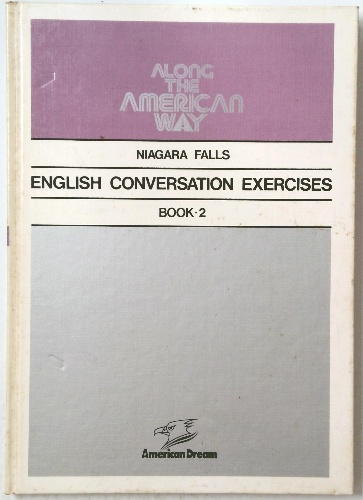 ALONG
THE
AMERICAN
WAY
NIAGARA FALLS
ENGLISH CONVERSATION EXERCISES
BOOK-2
American Dream